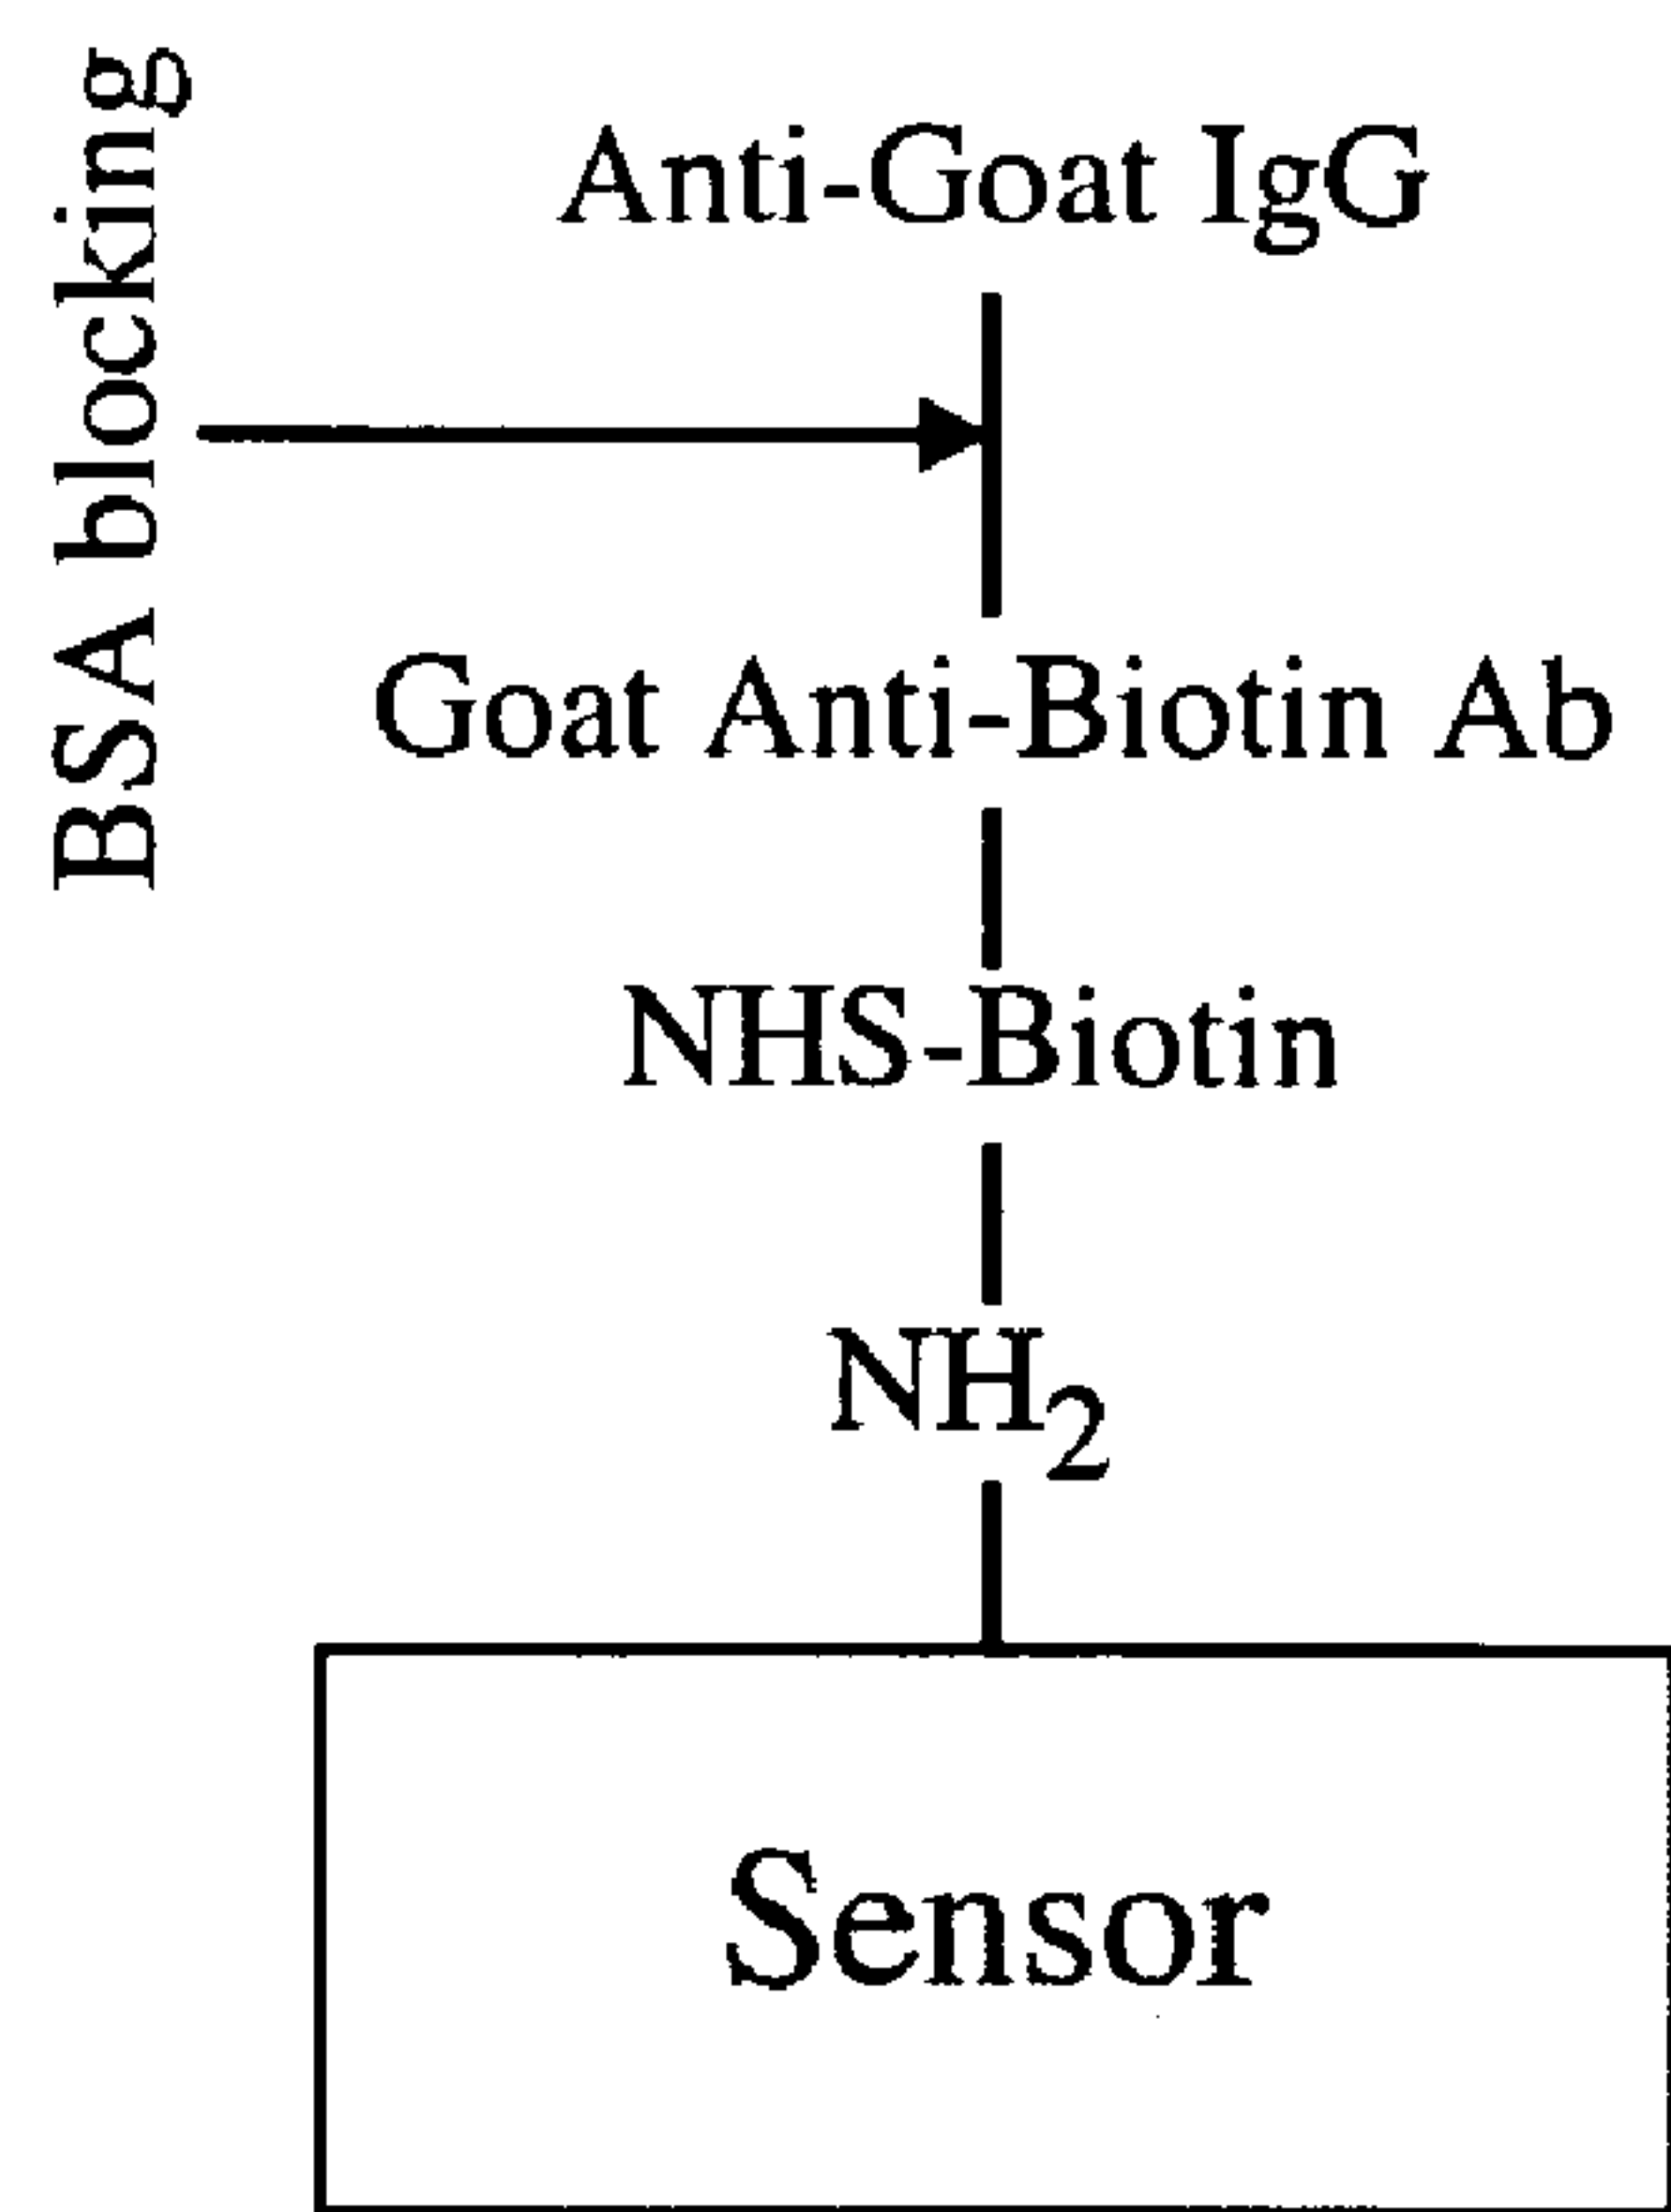 BSA blocking
Anti-Goat IgG
Goat Anti-Biotin Ab
NHS-Biotin
NH2
Sensor